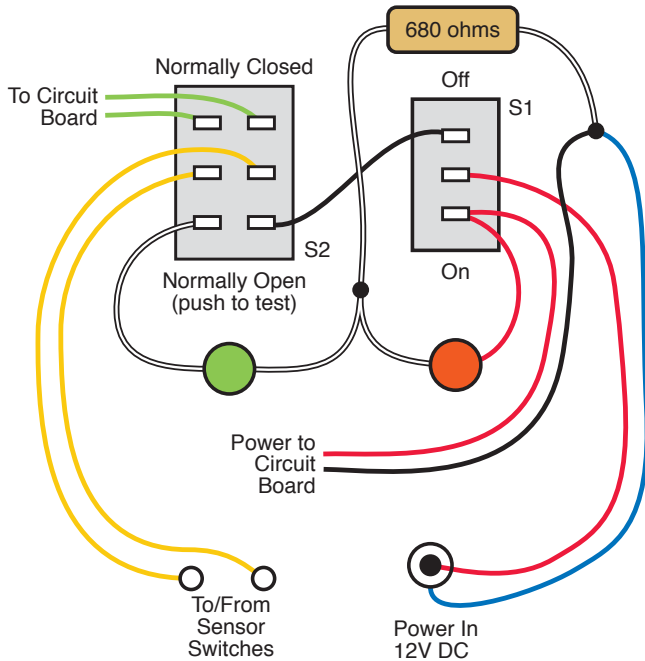 680 ohms
Normally Closed
Off
To Circuit
Board
S1
S2
Normally Open
(push to test)
On
Power to
Circuit
Board
To/From
Sensor
Switches
Power In
12V DC